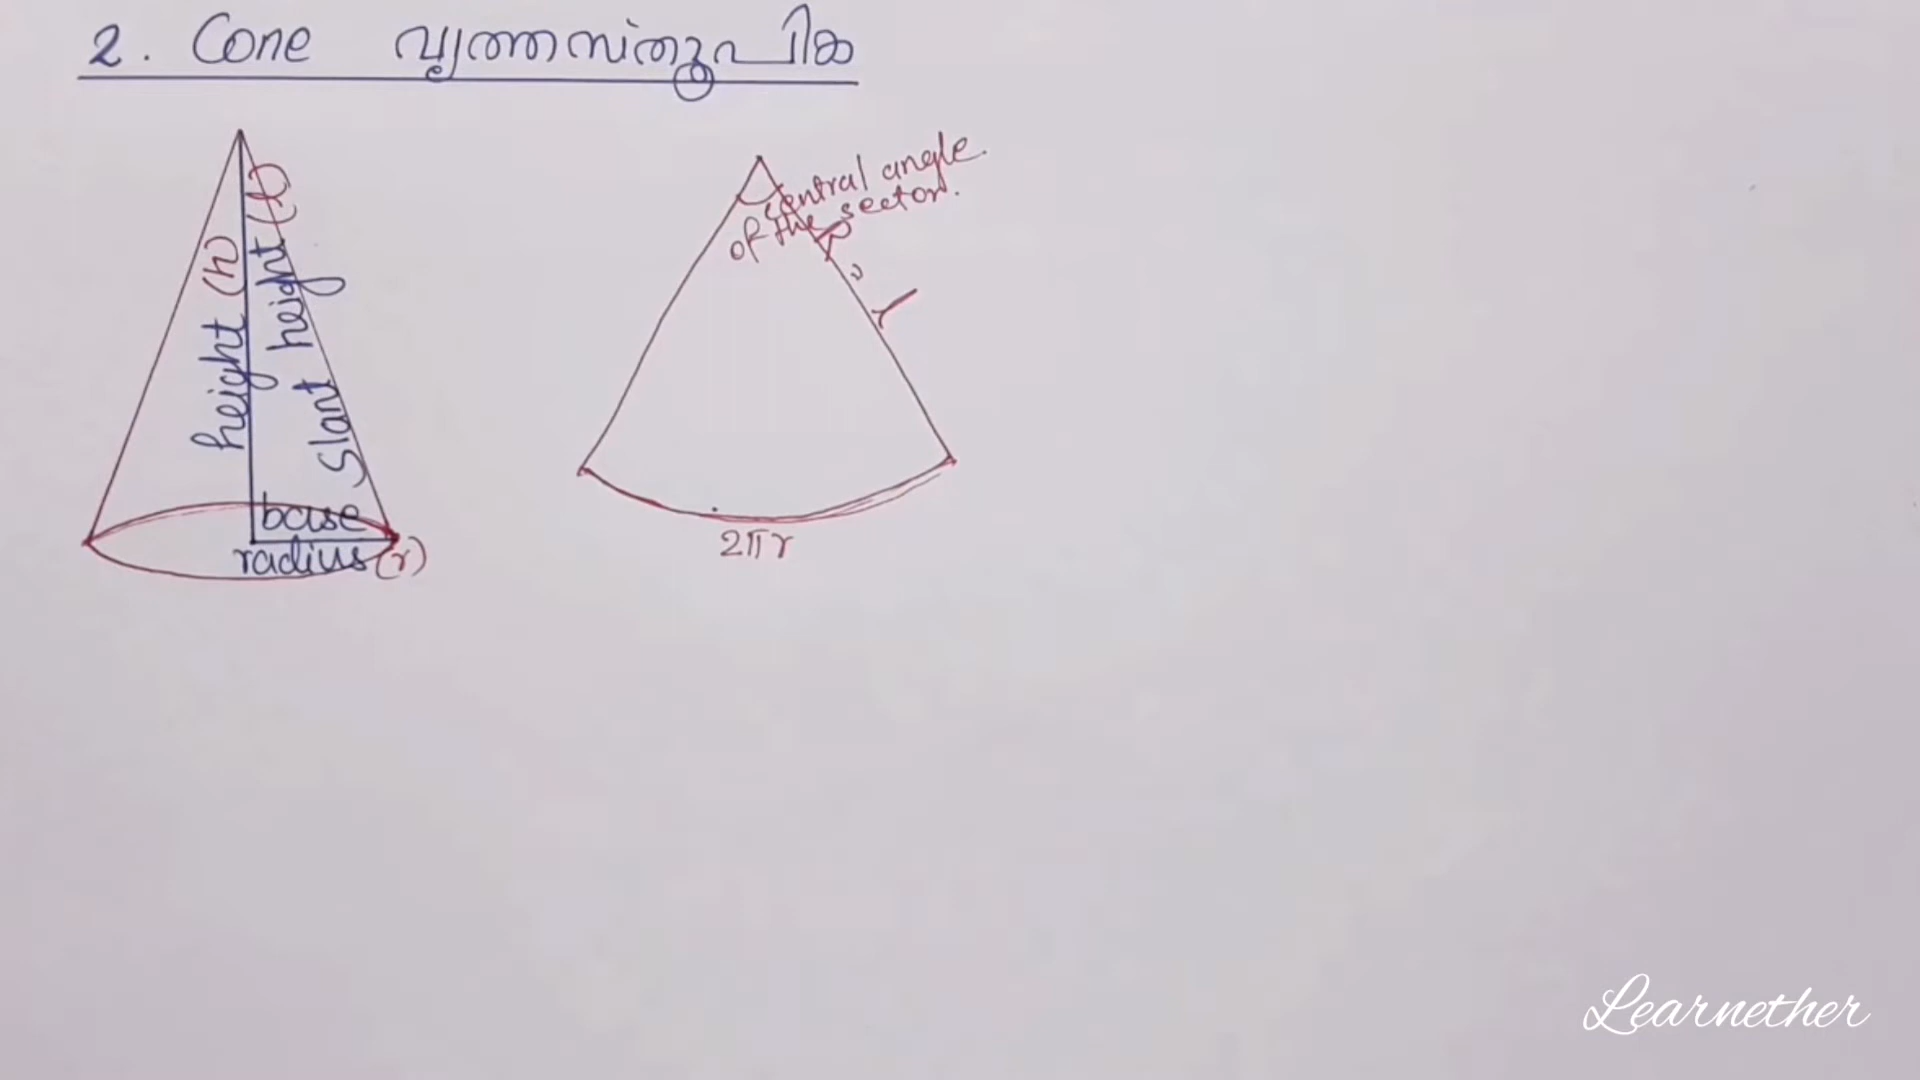 2. Cone വൃത്തസ്തൂപിക
height (h)
slant height (l)
base
radius (r)
central angle
of the sector.
R = l
2πr
Learnether